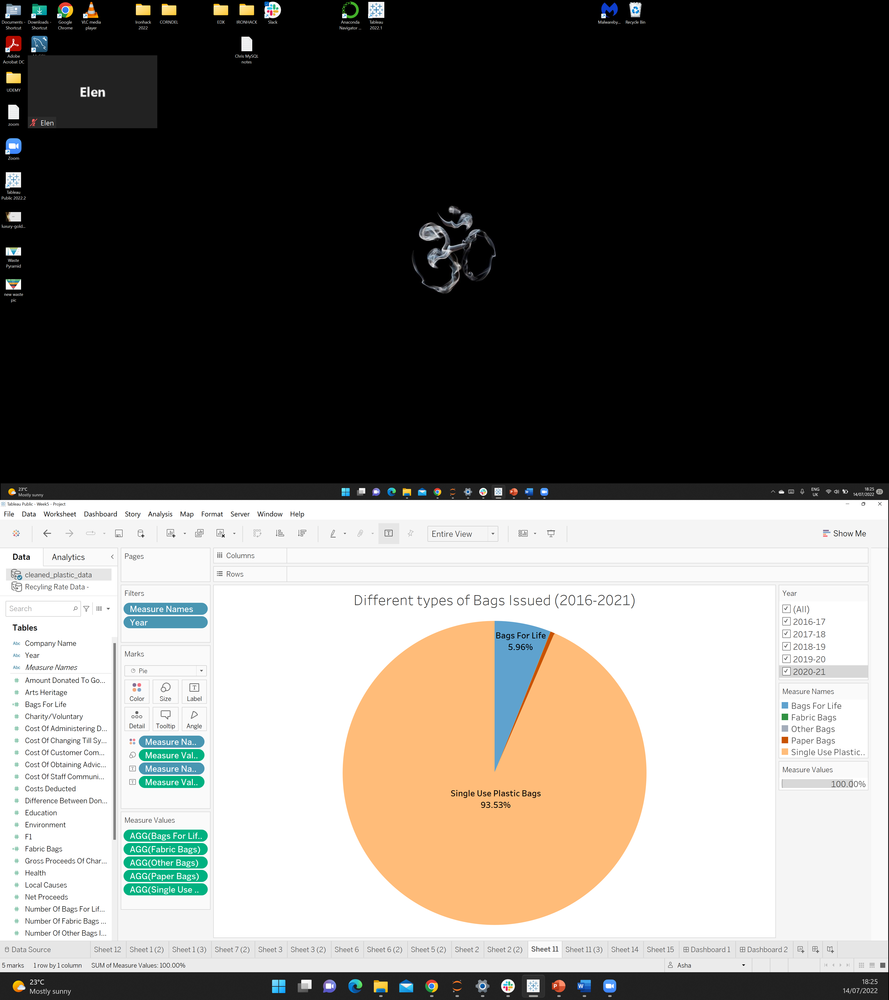 Documents -
Shortcut
Downloads -
Shortcut
Google
Chrome
VLC media
player
Ironhack
2022
CORNDEL
EDX
IRONHACK
Slack
Anaconda
Navigator ...
Tableau
2022.1
Malwareby...
Recycle Bin
Adobe
Acrobat DC
Chris MySQL
notes
UDEMY
Elen
Elen
zoom
Zoom
Tableau
Public 2022.2
luxury-gold...
Waste
Pyramid
new waste
pic
23°C
Mostly sunny
ENG
UK
18:25
14/07/2022
23
Tableau Public - Week5 - Project
File Data Worksheet Dashboard Story Analysis Map Format Server Window Help
Entire View
Show Me
Data Analytics
cleaned_plastic_data
Recyling Rate Data -
Search
Tables
Abc Company Name
Abc Year
Abc Measure Names
Amount Donated To Go...
Arts Heritage
Bags For Life
Charity/Voluntary
Cost Of Administering D...
Cost Of Changing Till Sy...
Cost Of Customer Com...
Cost Of Obtaining Advic...
Cost Of Staff Communi...
Costs Deducted
Difference Between Don...
Education
Environment
F1
Fabric Bags
Gross Proceeds Of Char...
Health
Local Causes
Net Proceeds
Number Of Bags For Lif...
Number Of Fabric Bags ...
Number Of Other Bags I...
Pages
Filters
Measure Names
Year
Marks
Pie
Color Size Label
Detail Tooltip Angle
Measure Na..
Measure Val..
Measure Na..
Measure Val..
Measure Values
AGG(Bags For Lif..
AGG(Fabric Bags)
AGG(Other Bags)
AGG(Paper Bags)
AGG(Single Use ..
Columns
Rows
Different types of Bags Issued (2016-2021)
Bags For Life
5.96%
Single Use Plastic Bags
93.53%
Year
(All)
2016-17
2017-18
2018-19
2019-20
2020-21
Measure Names
Bags For Life
Fabric Bags
Other Bags
Paper Bags
Single Use Plastic..
Measure Values
100.00%
Data Source Sheet 12 Sheet 1 (2) Sheet 1 (3) Sheet 7 (2) Sheet 3 Sheet 3 (2) Sheet 6 Sheet 6 (2) Sheet 5 (2) Sheet 2 Sheet 2 (2) Sheet 11 Sheet 11 (3) Sheet 14 Sheet 15 Dashboard 1 Dashboard 2
5 marks 1 row by 1 column SUM of Measure Values: 100.00%
Asha
23°C
Mostly sunny
18:25
14/07/2022